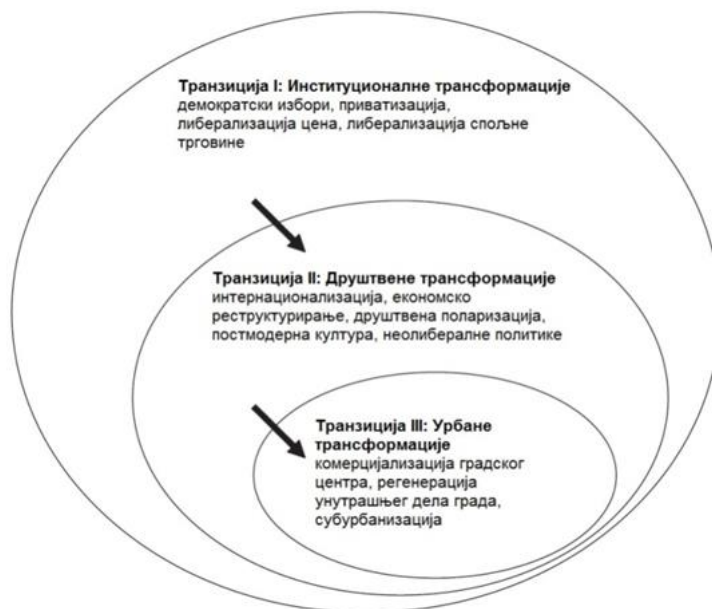 Транзиција I: Институционалне трансформације
демократски избори, приватизација,
либерализација цена, либерализација спољне
трговине
Транзиција II: Друштвене трансформације
интернационализација, економско
реструктурирање, друштвена поларизација,
постмодерна култура, неолибералне политике
Транзиција III: Урбане
трансформације
комерцијализација градског
центра, регенерација
унутрашњег дела града,
субурбанизација